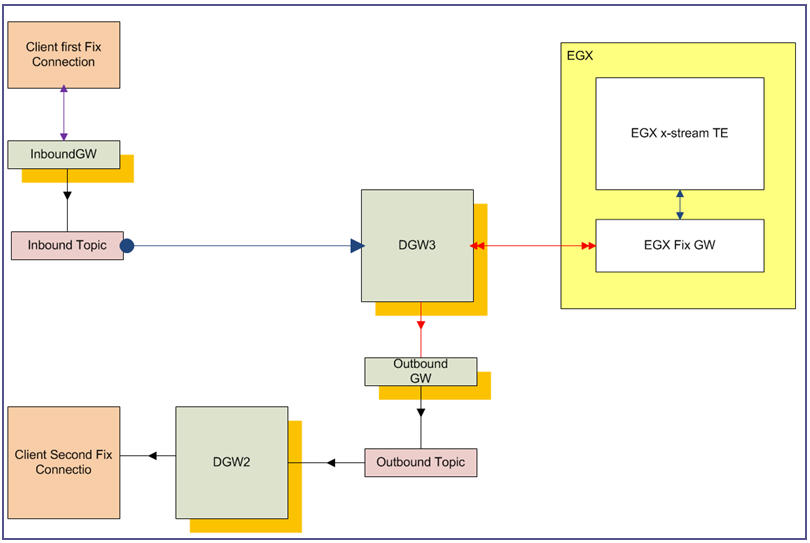 Client first Fix
Connection
EGX
EGX x-stream TE
InboundGW
Inbound Topic
DGW3
EGX Fix GW
Outbound
GW
Client Second Fix
Connectio
DGW2
Outbound Topic